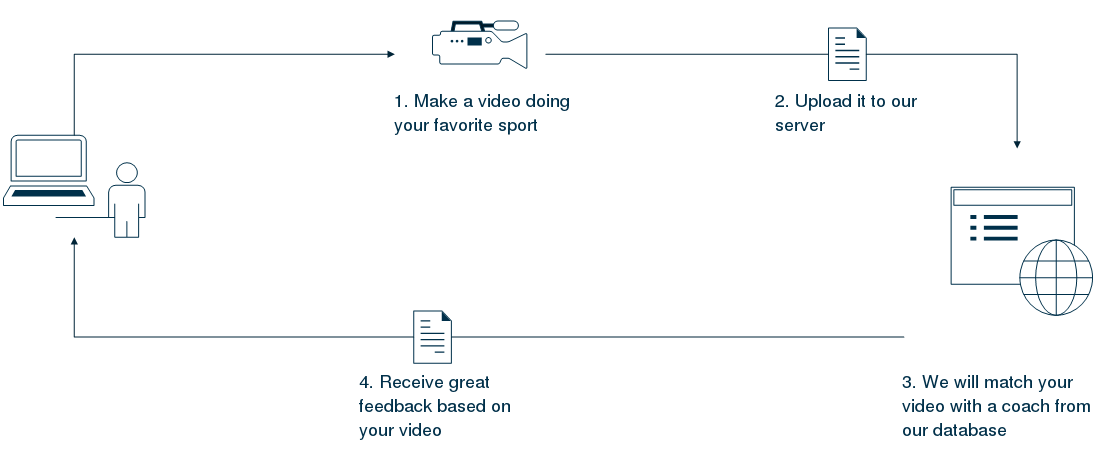 1. Make a video doing
your favorite sport
2. Upload it to our
server
3. We will match your
video with a coach from
our database
4. Receive great
feedback based on
your video